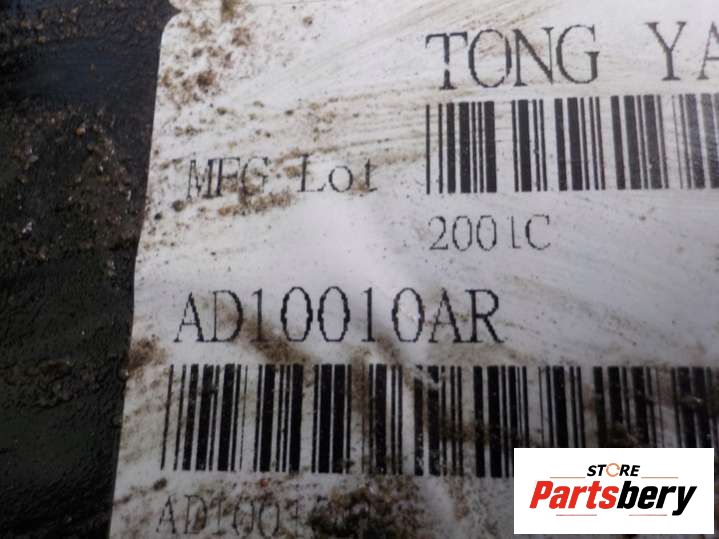 TONG YA
MFG Lot
2001C
AD10010AR
STORE
Partsbery